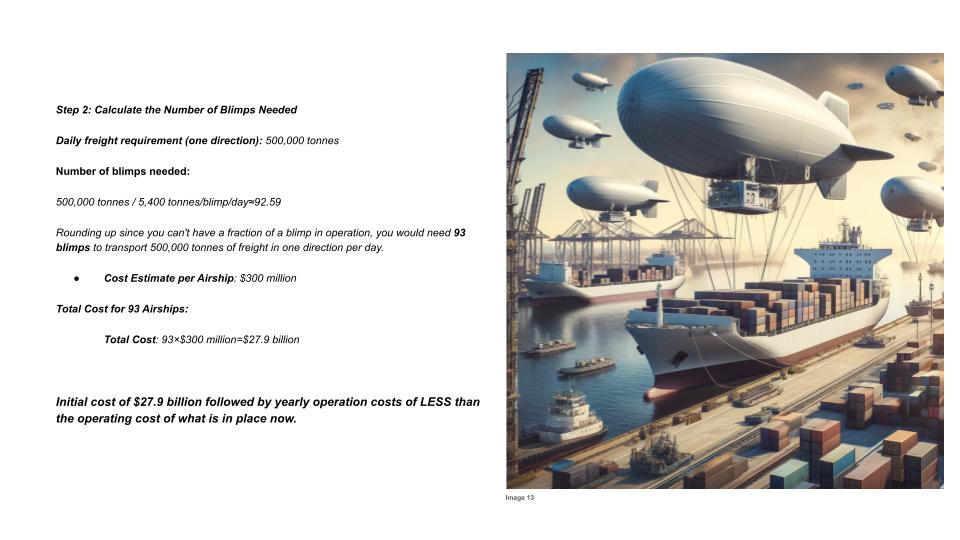 Step 2: Calculate the Number of Blimps Needed
Daily freight requirement (one direction): 500,000 tonnes
Number of blimps needed:
500,000 tonnes / 5,400 tonnes/blimp/day≈92.59
Rounding up since you can't have a fraction of a blimp in operation, you would need 93
blimps to transport 500,000 tonnes of freight in one direction per day.
● Cost Estimate per Airship: $300 million
Total Cost for 93 Airships:
Total Cost: 93×$300 million=$27.9 billion
Initial cost of $27.9 billion followed by yearly operation costs of LESS than
the operating cost of what is in place now.
Image 13